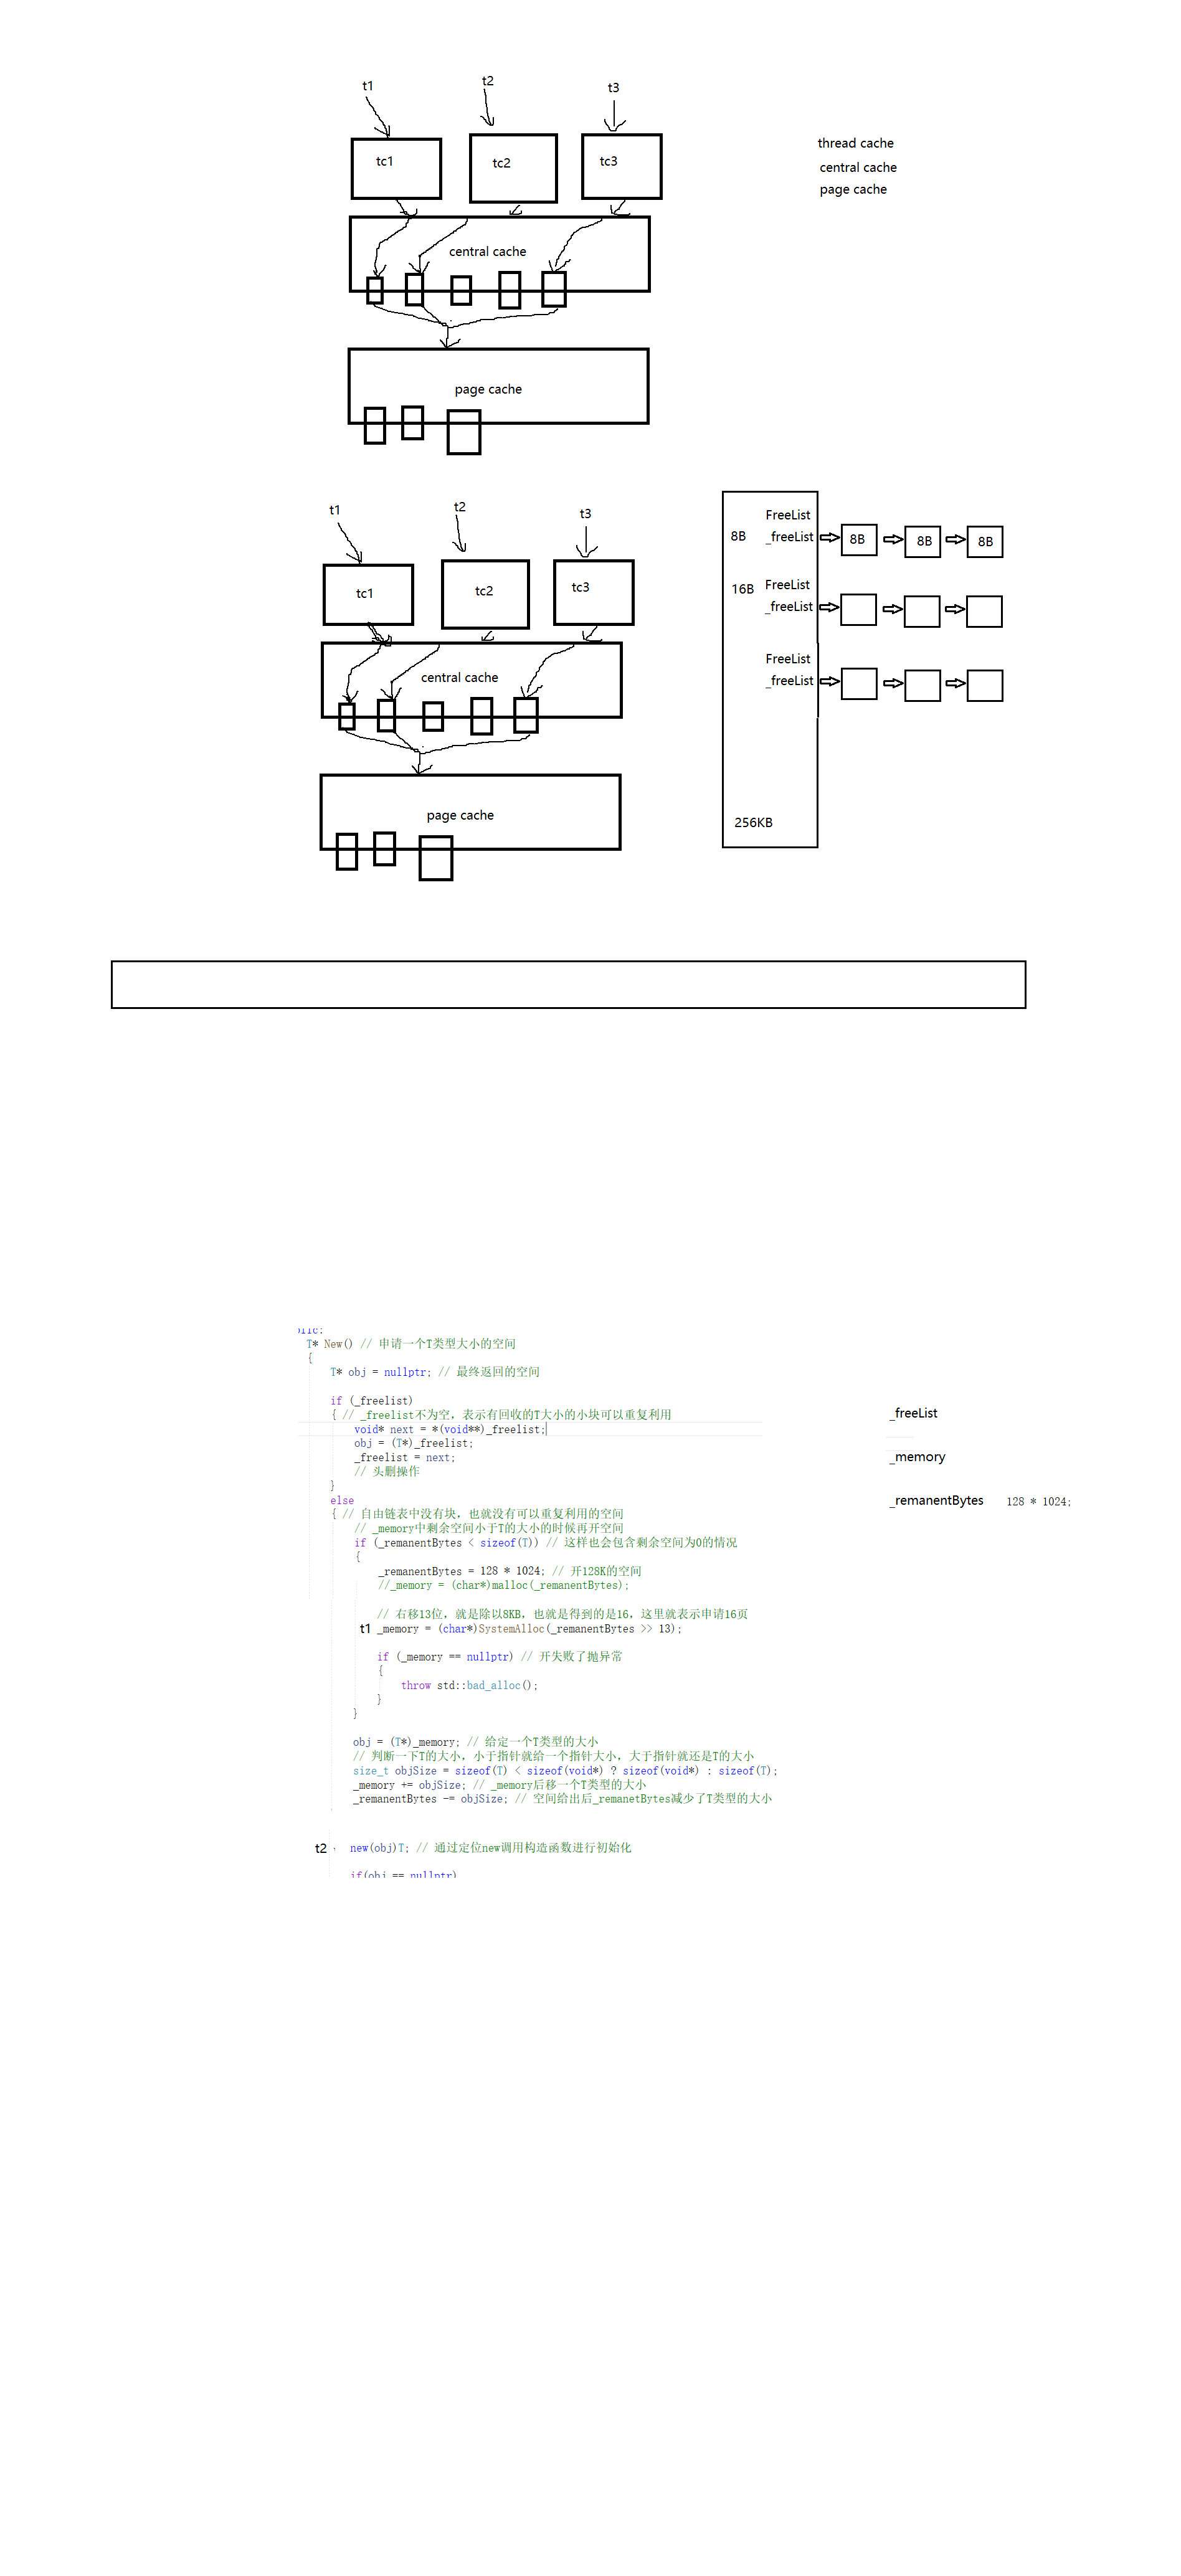 t1
t2
t3
tc1
tc2
tc3
central cache
page cache
thread cache
central cache
page cache
t1
t2
t3
tc1
tc2
tc3
central cache
page cache
FreeList
8B _freeList 8B 8B 8B
16B FreeList
_freeList
FreeList
_freeList
256KB
T* New() // 申请一个T类型大小的空间
{
T* obj = nullptr; // 最终返回的空间
if (_freelist)
{ // _freelist不为空，表示有回收的T大小的小块可以重复利用
void* next = *(void**)_freelist;
obj = (T*)_freelist;
_freelist = next;
// 头删操作
}
else
{ // 自由链表中没有块，也就没有可以重复利用的空间
// _memory中剩余空间小于T的大小的时候再开空间
if (_remanentBytes < sizeof(T)) // 这样也会包含剩余空间为0的情况
{
_remanentBytes = 128 * 1024; // 开128K的空间
//_memory = (char*)malloc(_remanentBytes);
// 右移13位，就是除以8KB，也就是得到的是16，这里就表示申请16页
t1 _memory = (char*)SystemAlloc(_remanentBytes >> 13);
if (_memory == nullptr) // 开失败了抛异常
{
throw std::bad_alloc();
}
}
obj = (T*)_memory; // 给定一个T类型的大小
// 判断一下T的大小，小于指针就给一个指针大小，大于指针就还是T的大小
size_t objSize = sizeof(T) < sizeof(void*) ? sizeof(void*) : sizeof(T);
_memory += objSize; // _memory后移一个T类型的大小
_remanentBytes -= objSize; // 空间给出后_remanetBytes减少了T类型的大小
t2 new(obj)T; // 通过定位new调用构造函数进行初始化
if(obj == nullptr)
_freeList
_memory
_remanentBytes 128 * 1024;